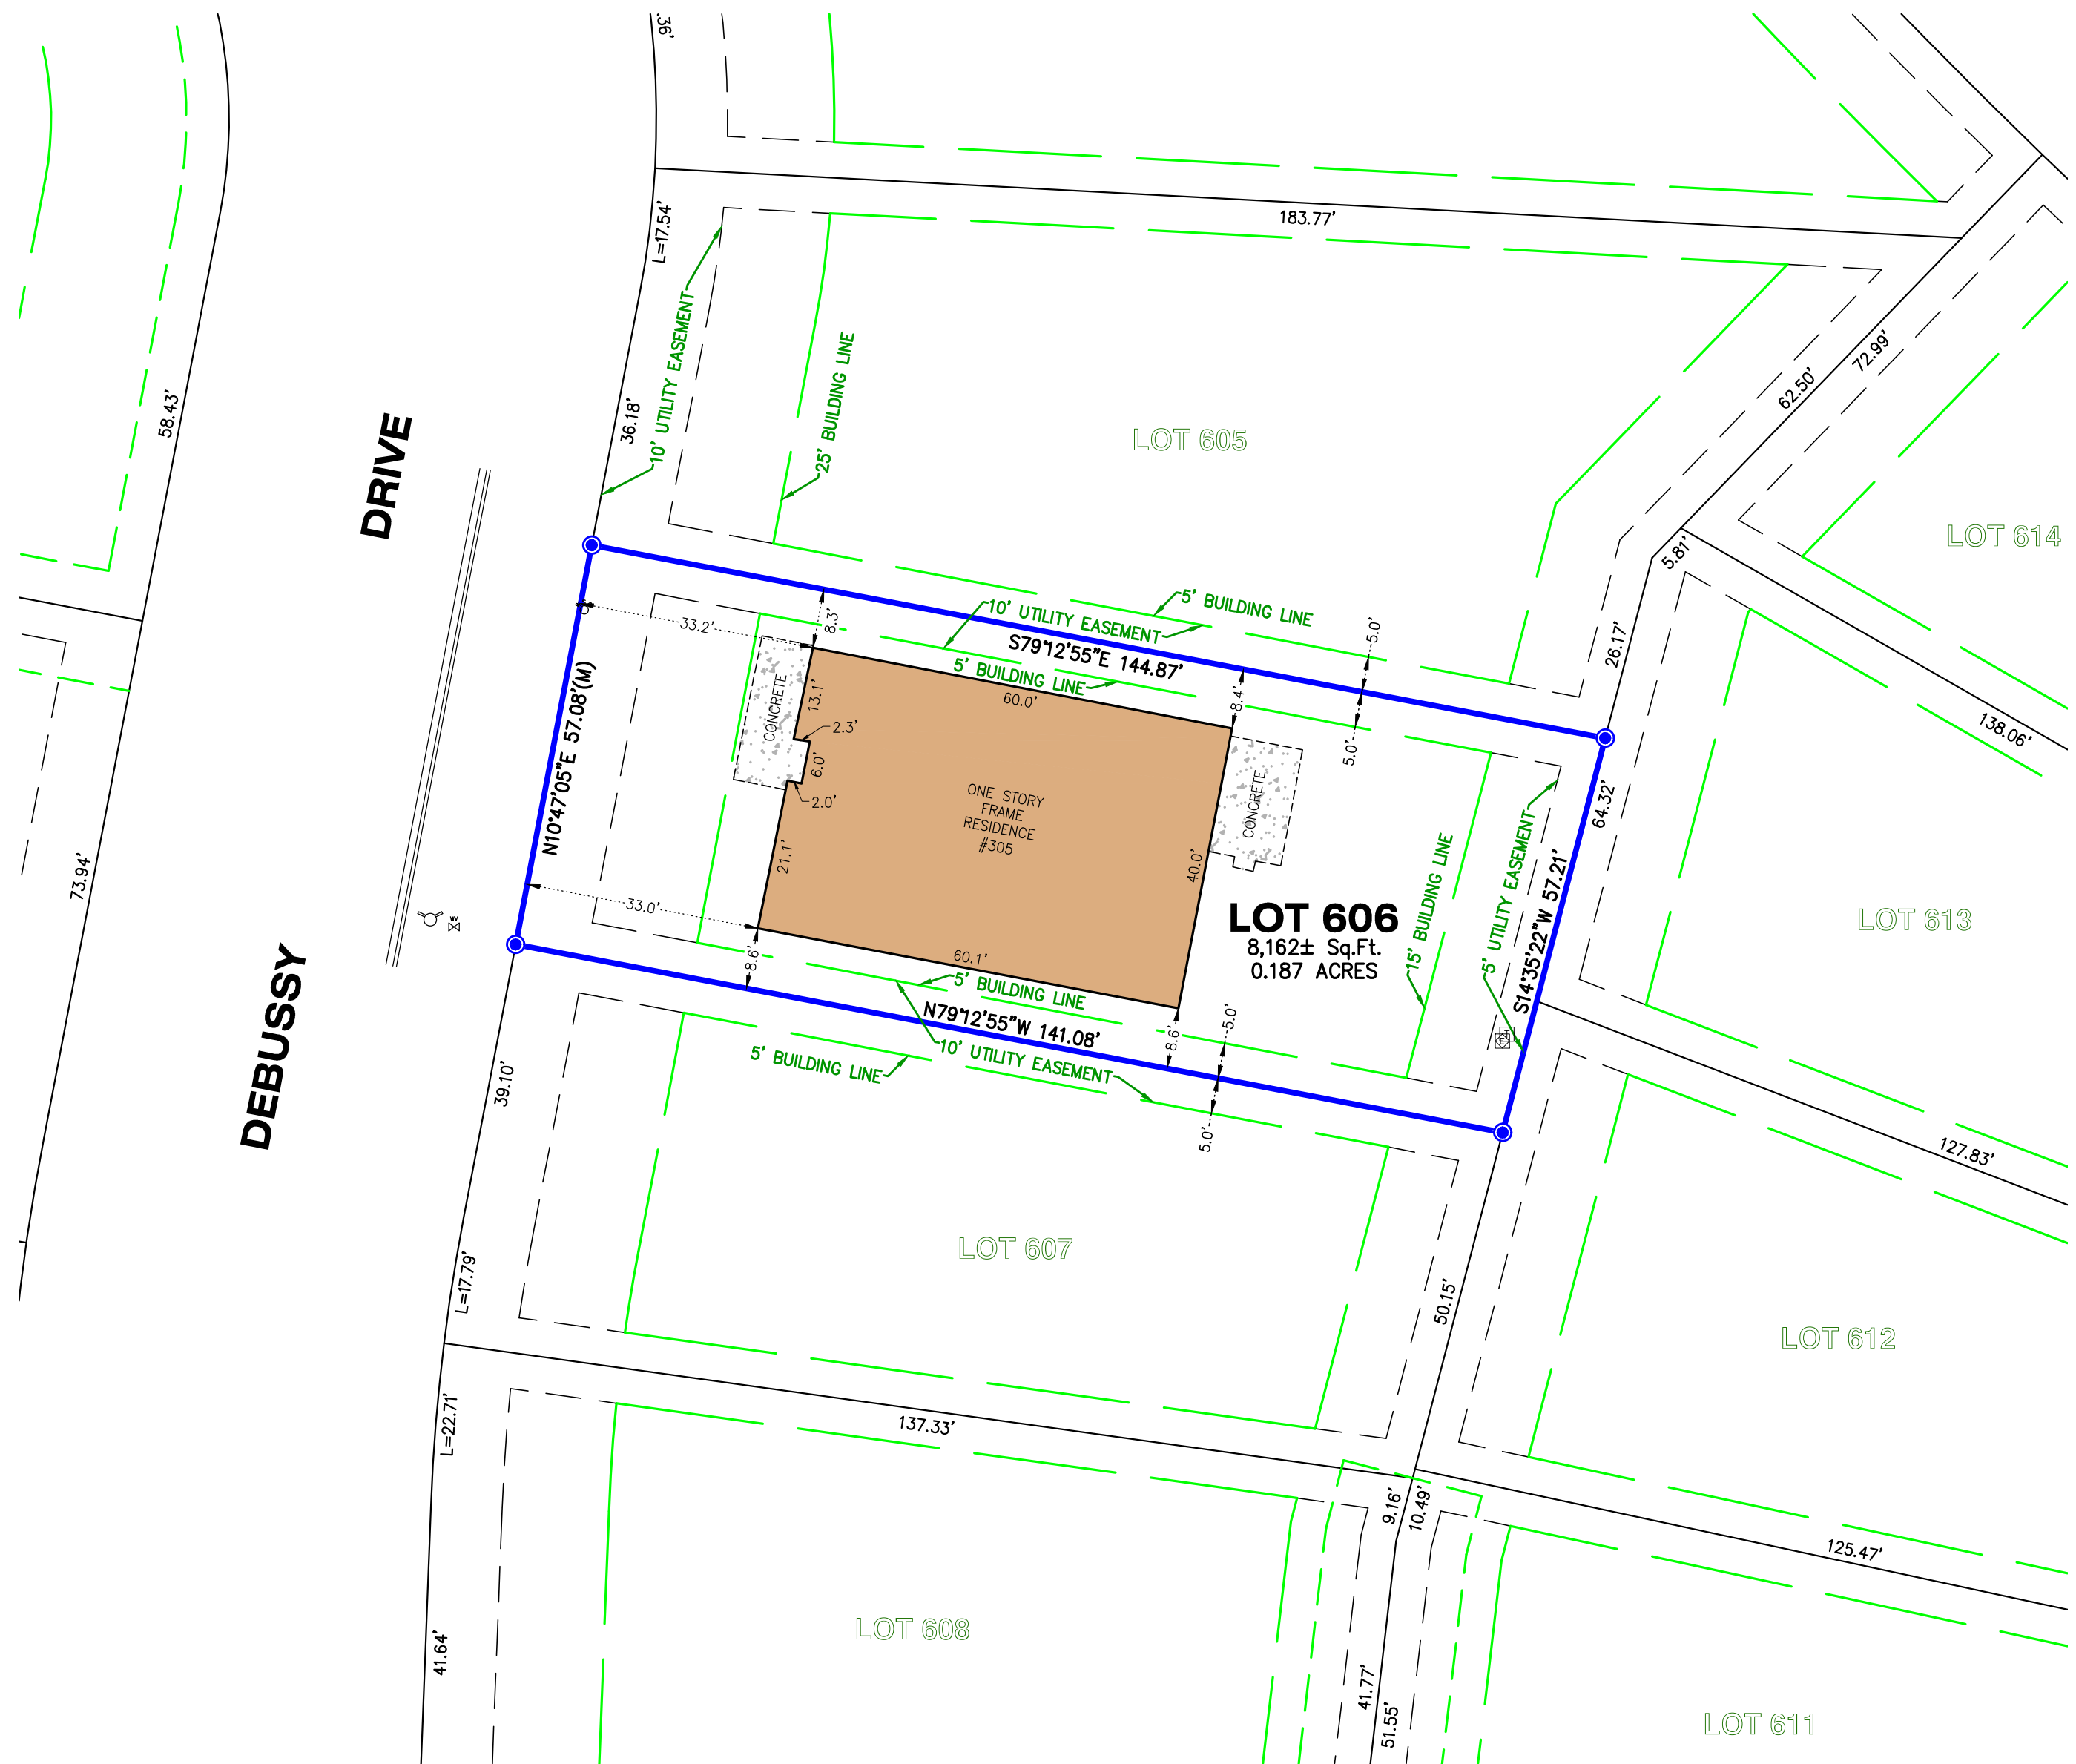 .36'
L=17.54'
183.77'
36.18'
10' UTILITY EASEMENT
25' BUILDING LINE
58.43'
DRIVE
LOT 605
62.50'
72.99'
LOT 614
5.81'
26.17'
138.06'
5' BUILDING LINE
10' UTILITY EASEMENT
S79°12'55"E 144.87'
5' BUILDING LINE
33.2'
8.3'
5.0'
5.0'
8.4'
N10°47'05"E 57.08'(M)
CONCRETE
13.1'
60.0'
2.3'
6.0'
2.0'
21.1'
ONE STORY
FRAME
RESIDENCE
#305
CONCRETE
40.0'
64.32'
S14°35'22"W 57.21'
5' UTILITY EASEMENT
15' BUILDING LINE
LOT 606
8,162± Sq.Ft.
0.187 ACRES
LOT 613
73.94'
WV
33.0'
8.6'
60.1'
5' BUILDING LINE
N79°12'55"W 141.08'
10' UTILITY EASEMENT
5' BUILDING LINE
8.6'
5.0'
5.0'
DEBUSSY
39.10'
127.83'
L=17.79'
LOT 607
50.15'
LOT 612
L=22.71'
137.33'
9.16'
10.49'
125.47'
LOT 608
41.64'
41.77'
51.55'
LOT 611